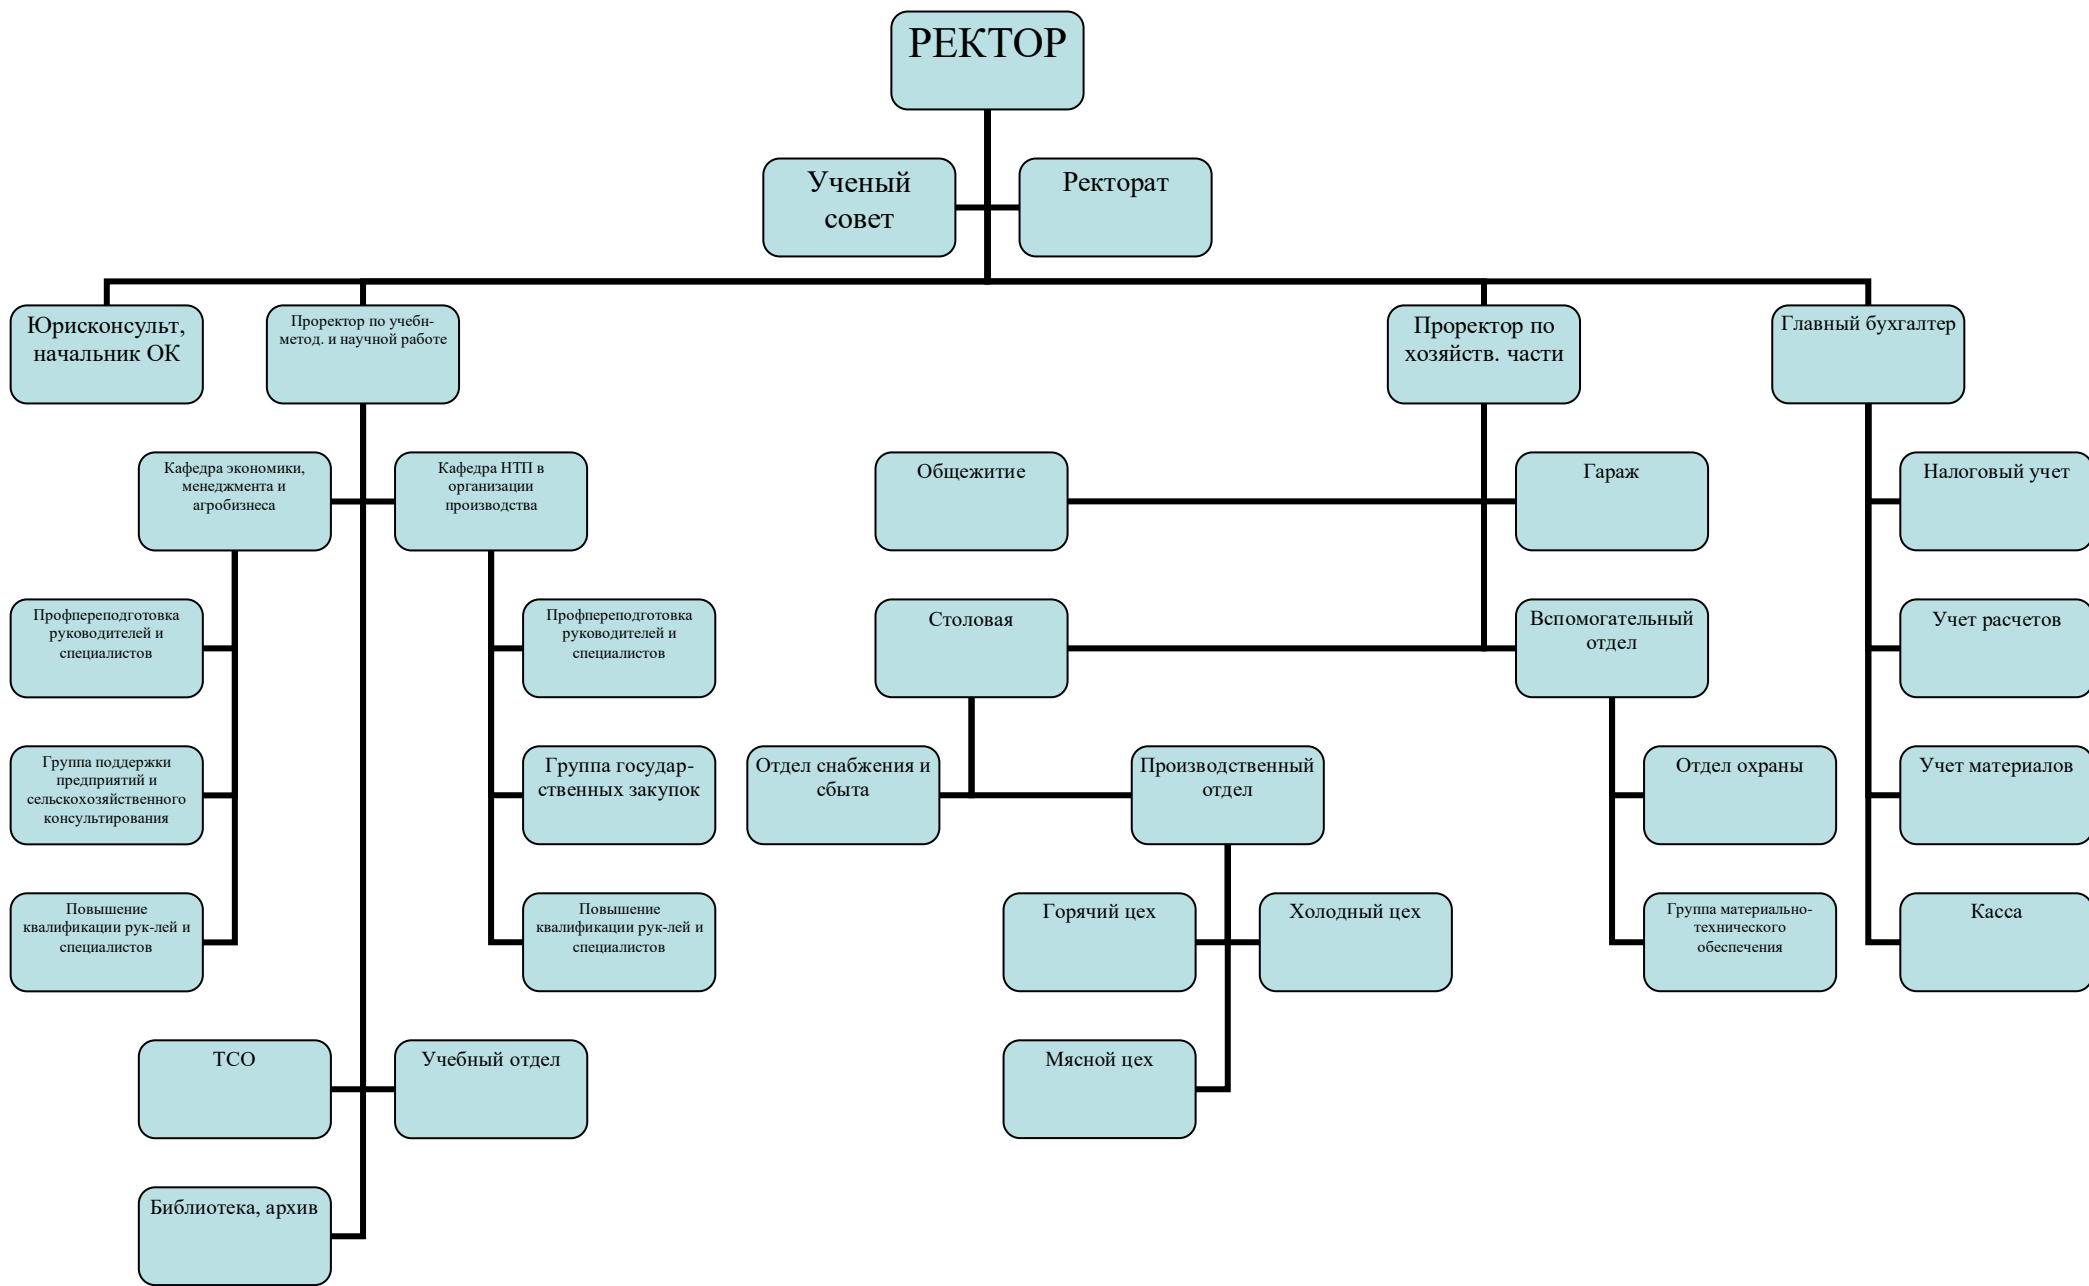 РЕКТОР
Ученый
совет
Ректорат
Юрисконсульт,
начальник ОК
Проректор по учебн-
метод. и научной работе
Проректор по
хозяйств. части
Главный бухгалтер
Кафедра экономики,
менеджмента и
агробизнеса
Кафедра НТП в
организации
производства
Общежитие
Гараж
Налоговый учет
Профпереподготовка
руководителей и
специалистов
Профпереподготовка
руководителей и
специалистов
Столовая
Вспомогательный
отдел
Учет расчетов
Группа поддержки
предприятий и
сельскохозяйственного
консультирования
Группа государ-
ственных закупок
Отдел снабжения и
сбыта
Производственный
отдел
Отдел охраны
Учет материалов
Повышение
квалификации рук-лей и
специалистов
Повышение
квалификации рук-лей и
специалистов
Горячий цех
Холодный цех
Группа материально-
технического
обеспечения
Касса
ТСО
Учебный отдел
Мясной цех
Библиотека, архив